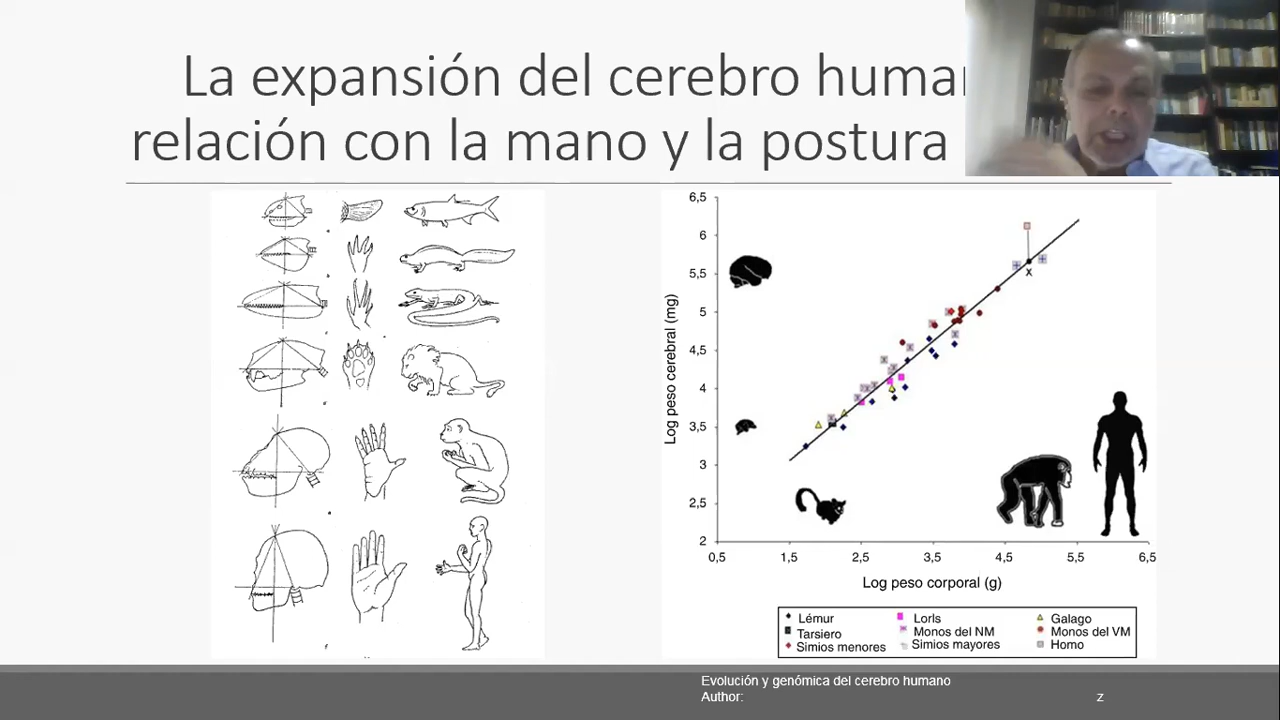 La expansión del cerebro humar
relación con la mano y la postura
6,5
6
5,5
5
4,5
4
3,5
3
2,5
2
Log peso cerebral (mg)
X
0,5 1,5 2,5 3,5 4,5 5,5 6,5
Log peso corporal (g)
Lémur Lorls Galago
Tarsiero Monos del NM Monos del VM
Simios menores Simios mayores Homo
Evolución y genómica del cerebro humano
Author: z